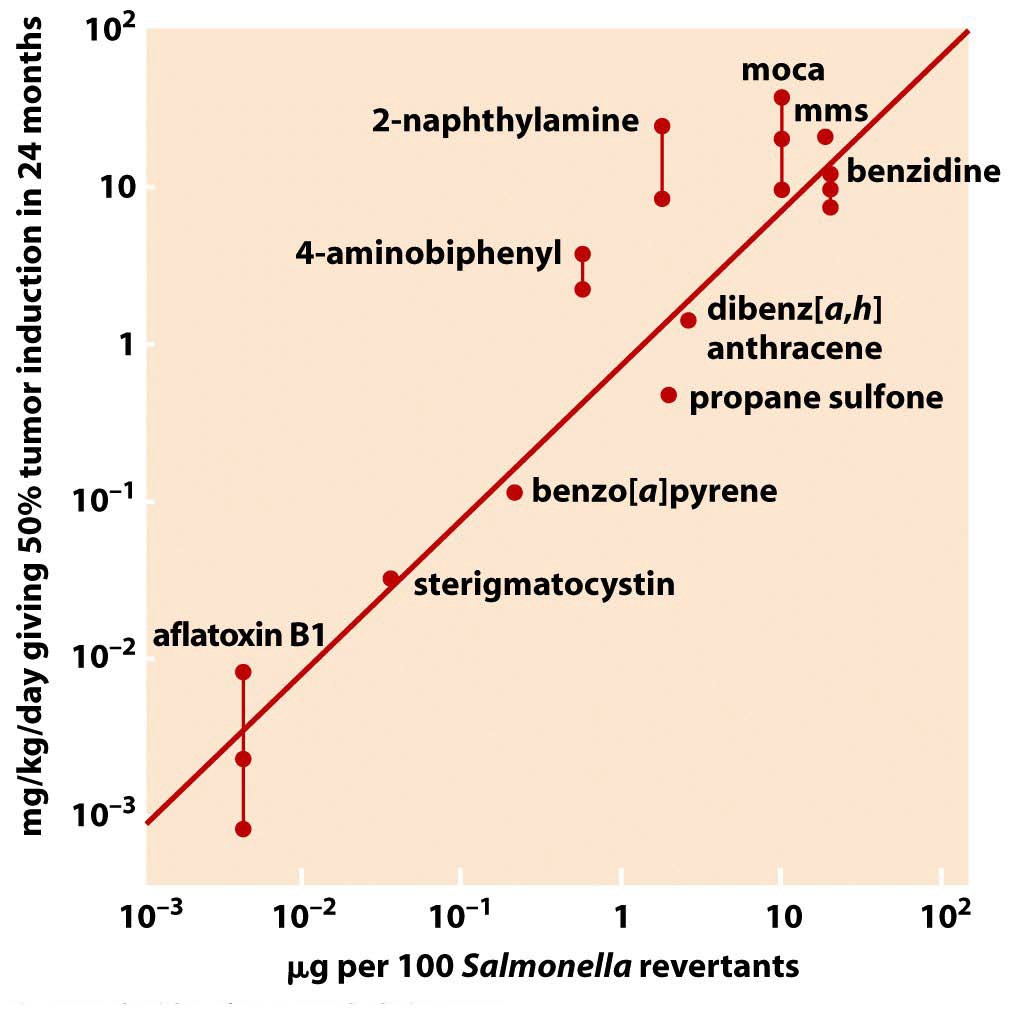 mg/kg/day giving 50% tumor induction in 24 months
10²
10
1
10⁻¹
10⁻²
10⁻³
moca
mms
2-naphthylamine
benzidine
4-aminobiphenyl
dibenz[a,h]
anthracene
propane sulfone
benzo[a]pyrene
sterigmatocystin
aflatoxin B1
10⁻³ 10⁻² 10⁻¹ 1 10 10²
μg per 100 Salmonella revertants